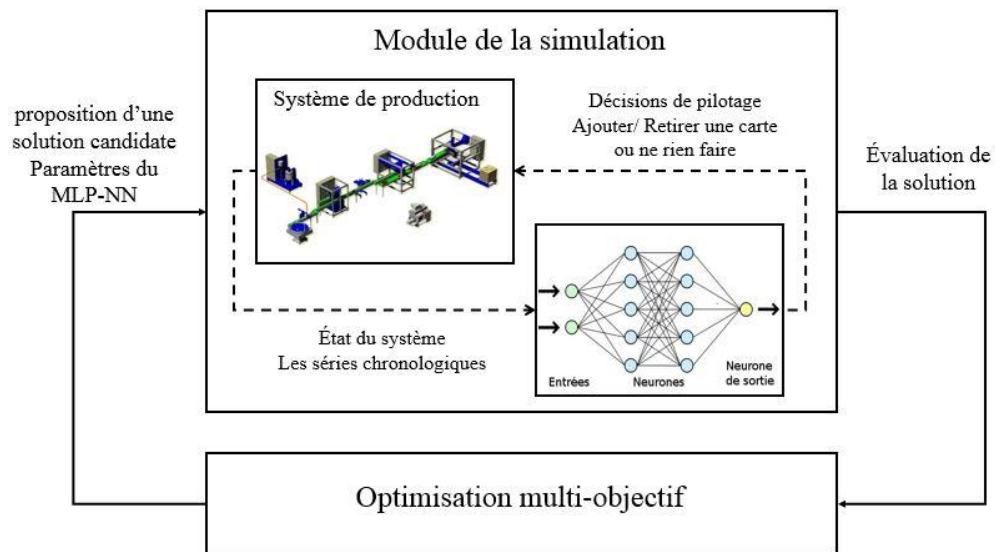 Module de la simulation
Système de production
Décisions de pilotage
Ajouter/ Retirer une carte
ou ne rien faire
proposition d’une
solution candidate
Paramètres du
MLP-NN
Évaluation de
la solution
État du système
Les séries chronologiques
Entrées
Neurones
Neurone
de sortie
Optimisation multi-objectif